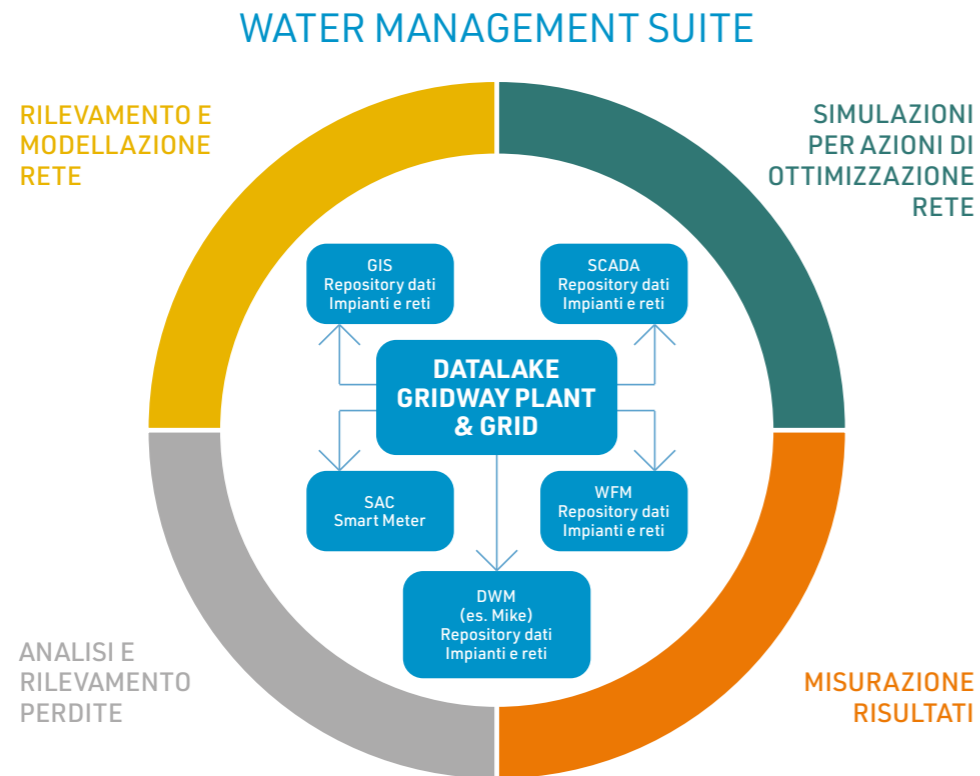 WATER MANAGEMENT SUITE
RILEVAMENTO E
MODELLAZIONE
RETE
SIMULAZIONI
PER AZIONI DI
OTTIMIZZAZIONE
RETE
GIS
Repository dati
Impianti e reti
SCADA
Repository dati
Impianti e reti
DATALAKE
GRIDWAY PLANT
& GRID
SAC
Smart Meter
WFM
Repository dati
Impianti e reti
DWM
(es. Mike)
Repository dati
Impianti e reti
ANALISI E
RILEVAMENTO
PERDITE
MISURAZIONE
RISULTATI